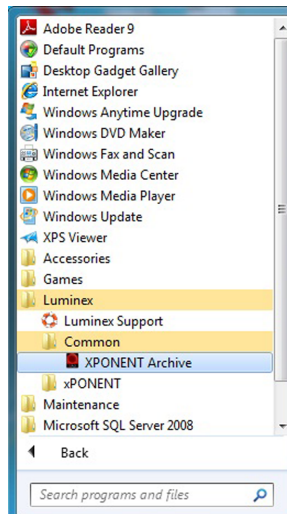 Adobe Reader 9
Default Programs
Desktop Gadget Gallery
Internet Explorer
Windows Anytime Upgrade
Windows DVD Maker
Windows Fax and Scan
Windows Media Center
Windows Media Player
Windows Update
XPS Viewer
Accessories
Games
Luminex
Luminex Support
Common
XPONENT Archive
xPONENT
Maintenance
Microsoft SQL Server 2008
Back
Search programs and files